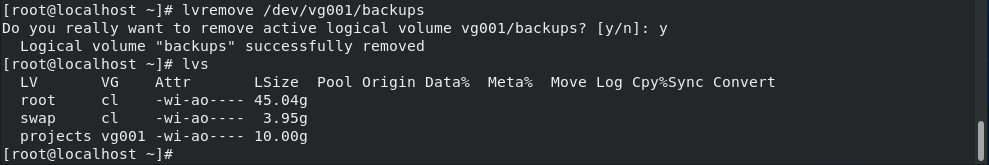 [root@localhost ~]# lvremove /dev/vg001/backups
Do you really want to remove active logical volume vg001/backups? [y/n]: y
  Logical volume "backups" successfully removed
[root@localhost ~]# lvs
  LV       VG    Attr       LSize  Pool Origin Data%  Meta%  Move Log Cpy%Sync Convert
  root     cl    -wi-ao---- 45.04g
  swap     cl    -wi-ao----  3.95g
  projects vg001 -wi-ao---- 10.00g
[root@localhost ~]#